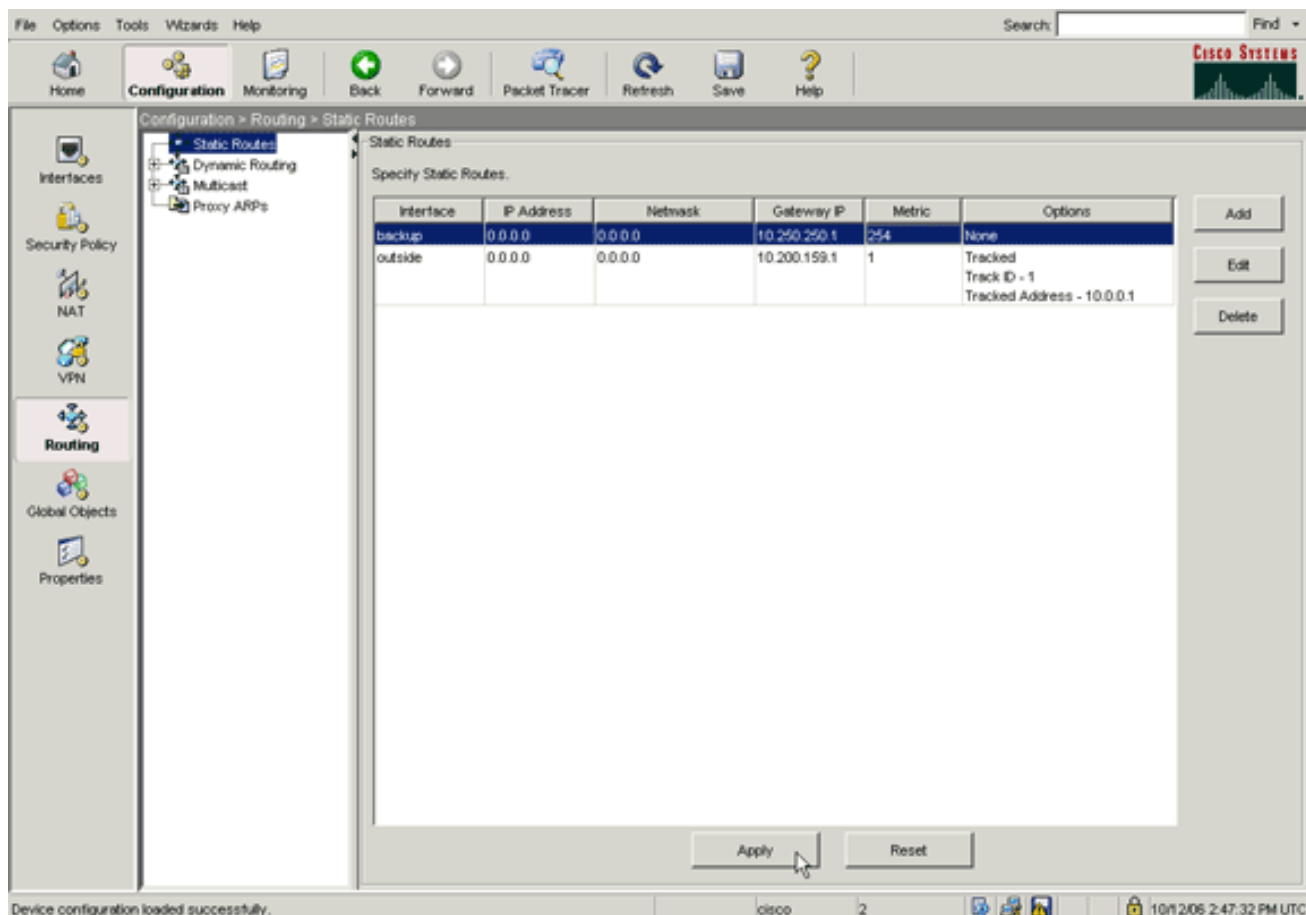 File Options Tools Wizards Help Search: Find
Home Configuration Monitoring Back Forward Packet Tracer Refresh Save Help
CISCO SYSTEMS
Configuration > Routing > Static Routes
Interfaces
Security Policy
NAT
VPN
Routing
Global Objects
Properties
Static Routes
Dynamic Routing
Multicast
Proxy ARPs
Static Routes
Specify Static Routes.
Interface IP Address Netmask Gateway IP Metric Options
backup 0.0.0.0 0.0.0.0 10.250.250.1 254 None
outside 0.0.0.0 0.0.0.0 10.200.159.1 1 Tracked
Track ID - 1
Tracked Address - 10.0.0.1
Add
Edit
Delete
Apply Reset
Device configuration loaded successfully. cisco 2 10/12/06 2:47:32 PM UTC